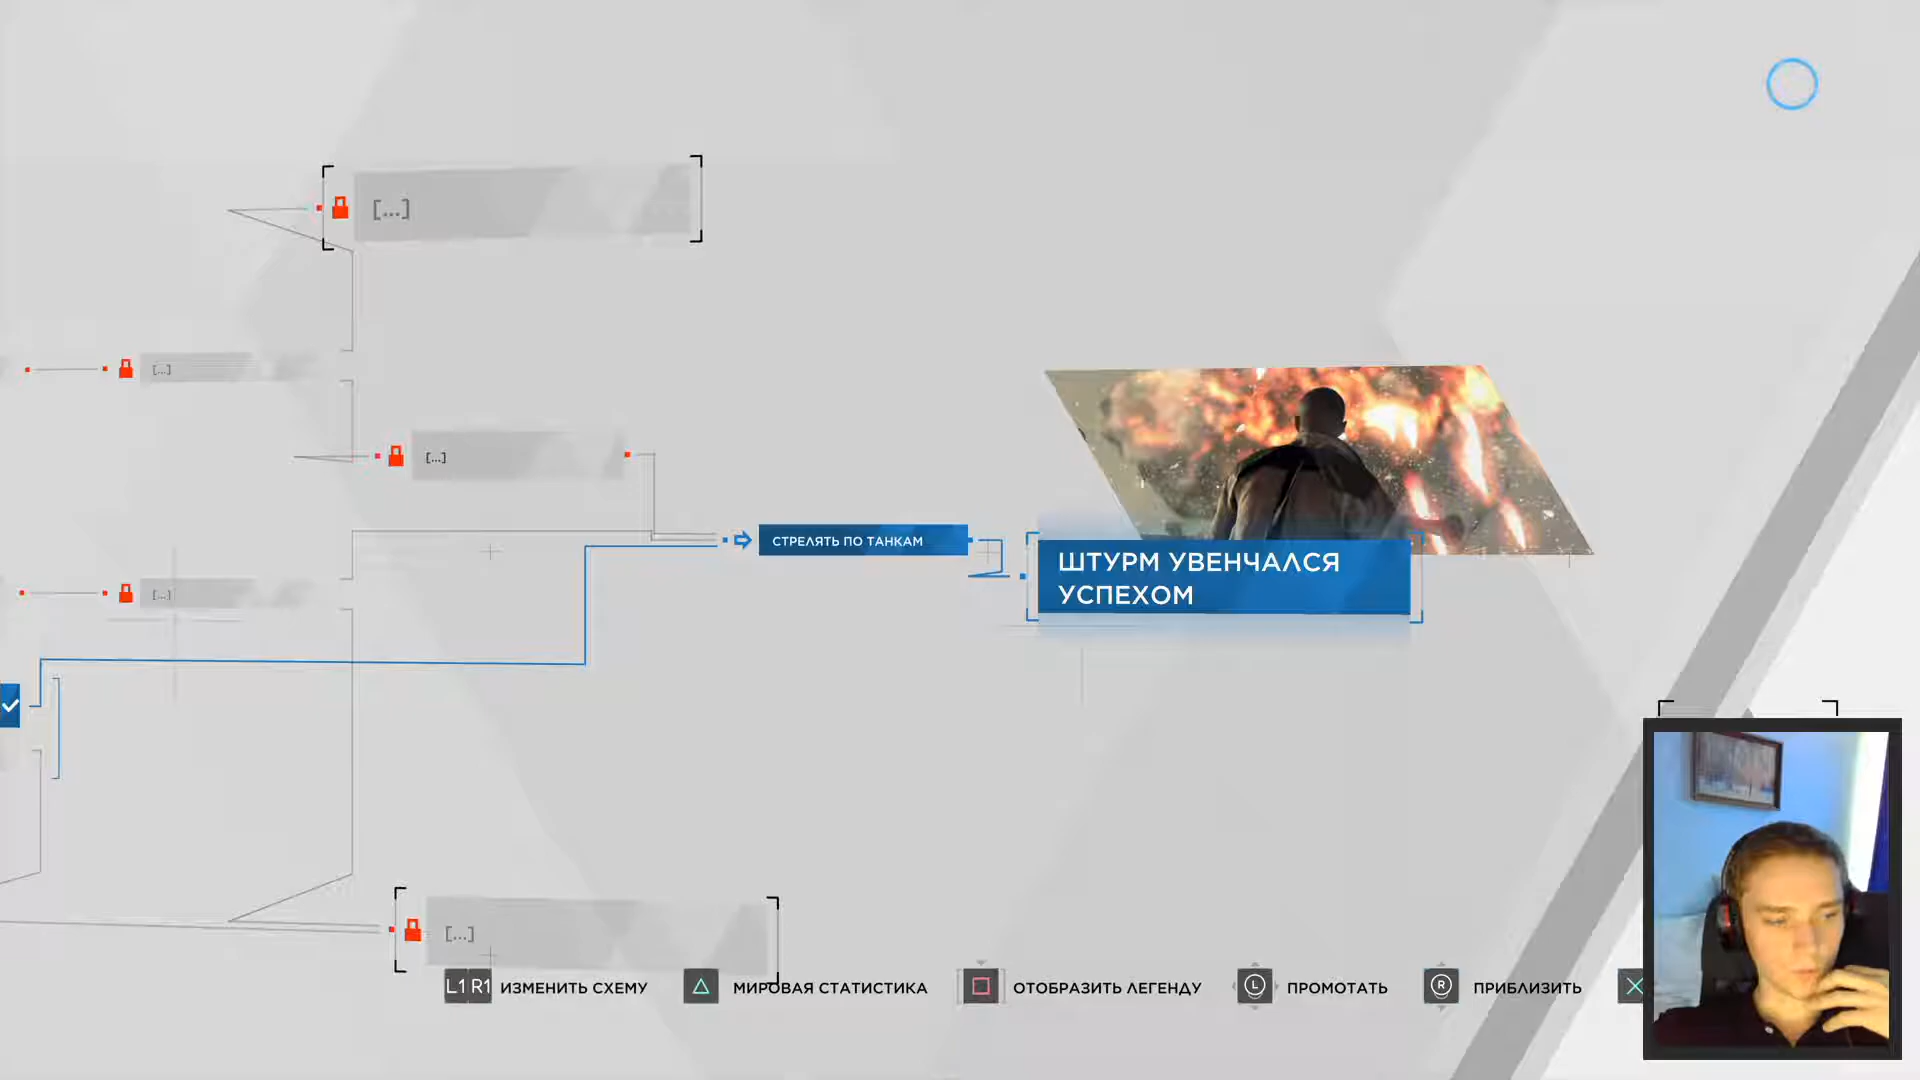 [...]
[...]
[...]
СТРЕЛЯТЬ ПО ТАНКАМ
ШТУРМ УВЕНЧАЛСЯ
УСПЕХОМ
[...]
[...]
L1 R1 ИЗМЕНИТЬ СХЕМУ МИРОВАЯ СТАТИСТИКА ОТОБРАЗИТЬ ЛЕГЕНДУ L ПРОМОТАТЬ R ПРИБЛИЗИТЬ